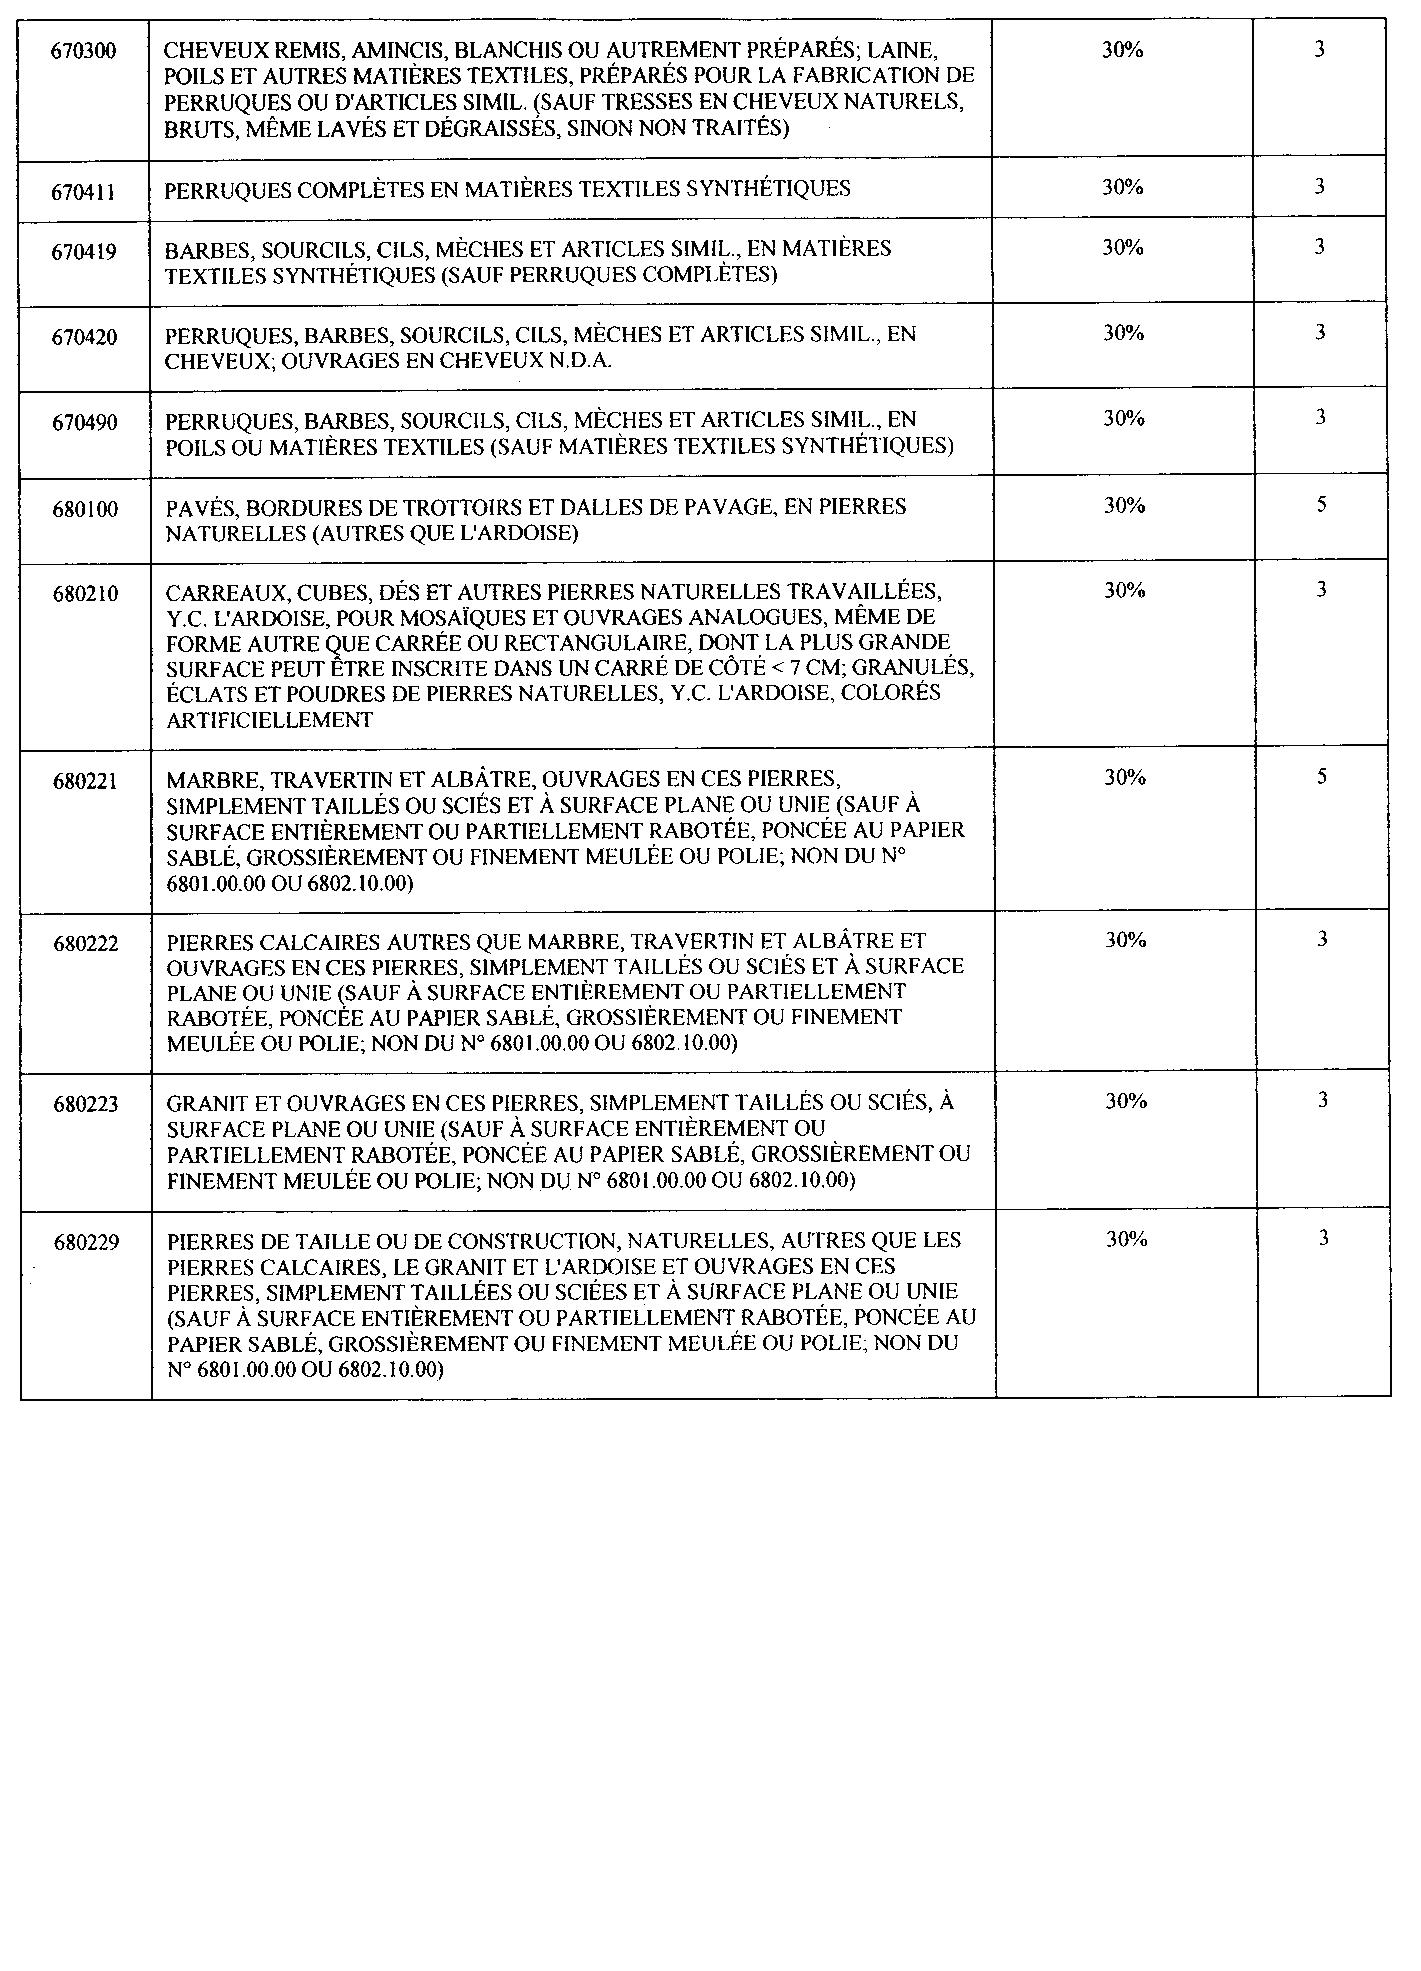 670300 CHEVEUX REMIS, AMINCIS, BLANCHIS OU AUTREMENT PRÉPARÉS; LAINE, 30% 3
POILS ET AUTRES MATIÈRES TEXTILES, PRÉPARÉS POUR LA FABRICATION DE
PERRUQUES OU D'ARTICLES SIMIL. (SAUF TRESSES EN CHEVEUX NATURELS,
BRUTS, MÊME LAVÉS ET DÉGRAISSÉS, SINON NON TRAITÉS)
670411 PERRUQUES COMPLÈTES EN MATIÈRES TEXTILES SYNTHÉTIQUES 30% 3
670419 BARBES, SOURCILS, CILS, MÈCHES ET ARTICLES SIMIL., EN MATIÈRES 30% 3
TEXTILES SYNTHÉTIQUES (SAUF PERRUQUES COMPLÈTES)
670420 PERRUQUES, BARBES, SOURCILS, CILS, MÈCHES ET ARTICLES SIMIL., EN 30% 3
CHEVEUX; OUVRAGES EN CHEVEUX N.D.A.
670490 PERRUQUES, BARBES, SOURCILS, CILS, MÈCHES ET ARTICLES SIMIL., EN 30% 3
POILS OU MATIÈRES TEXTILES (SAUF MATIÈRES TEXTILES SYNTHÉTIQUES)
680100 PAVÉS, BORDURES DE TROTTOIRS ET DALLES DE PAVAGE, EN PIERRES 30% 5
NATURELLES (AUTRES QUE L'ARDOISE)
680210 CARREAUX, CUBES, DÉS ET AUTRES PIERRES NATURELLES TRAVAILLÉES, 30% 3
Y.C. L'ARDOISE, POUR MOSAÏQUES ET OUVRAGES ANALOGUES, MÊME DE
FORME AUTRE QUE CARRÉE OU RECTANGULAIRE, DONT LA PLUS GRANDE
SURFACE PEUT ÊTRE INSCRITE DANS UN CARRÉ DE CÔTÉ < 7 CM; GRANULÉS,
ÉCLATS ET POUDRES DE PIERRES NATURELLES, Y.C. L'ARDOISE, COLORÉS
ARTIFICIELLEMENT
680221 MARBRE, TRAVERTIN ET ALBÂTRE, OUVRAGES EN CES PIERRES, 30% 5
SIMPLEMENT TAILLÉS OU SCIÉS ET À SURFACE PLANE OU UNIE (SAUF À
SURFACE ENTIÈREMENT OU PARTIELLEMENT RABOTÉE, PONCÉE AU PAPIER
SABLÉ, GROSSIÈREMENT OU FINEMENT MEULÉE OU POLIE; NON DU N°
6801.00.00 OU 6802.10.00)
680222 PIERRES CALCAIRES AUTRES QUE MARBRE, TRAVERTIN ET ALBÂTRE ET 30% 3
OUVRAGES EN CES PIERRES, SIMPLEMENT TAILLÉS OU SCIÉS ET À SURFACE
PLANE OU UNIE (SAUF À SURFACE ENTIÈREMENT OU PARTIELLEMENT
RABOTÉE, PONCÉE AU PAPIER SABLÉ, GROSSIÈREMENT OU FINEMENT
MEULÉE OU POLIE; NON DU N° 6801.00.00 OU 6802.10.00)
680223 GRANIT ET OUVRAGES EN CES PIERRES, SIMPLEMENT TAILLÉS OU SCIÉS, À 30% 3
SURFACE PLANE OU UNIE (SAUF À SURFACE ENTIÈREMENT OU
PARTIELLEMENT RABOTÉE, PONCÉE AU PAPIER SABLÉ, GROSSIÈREMENT OU
FINEMENT MEULÉE OU POLIE; NON DU N° 6801.00.00 OU 6802.10.00)
680229 PIERRES DE TAILLE OU DE CONSTRUCTION, NATURELLES, AUTRES QUE LES 30% 3
PIERRES CALCAIRES, LE GRANIT ET L'ARDOISE ET OUVRAGES EN CES
PIERRES, SIMPLEMENT TAILLÉES OU SCIÉES ET À SURFACE PLANE OU UNIE
(SAUF À SURFACE ENTIÈREMENT OU PARTIELLEMENT RABOTÉE, PONCÉE AU
PAPIER SABLÉ, GROSSIÈREMENT OU FINEMENT MEULÉE OU POLIE; NON DU
N° 6801.00.00 OU 6802.10.00)